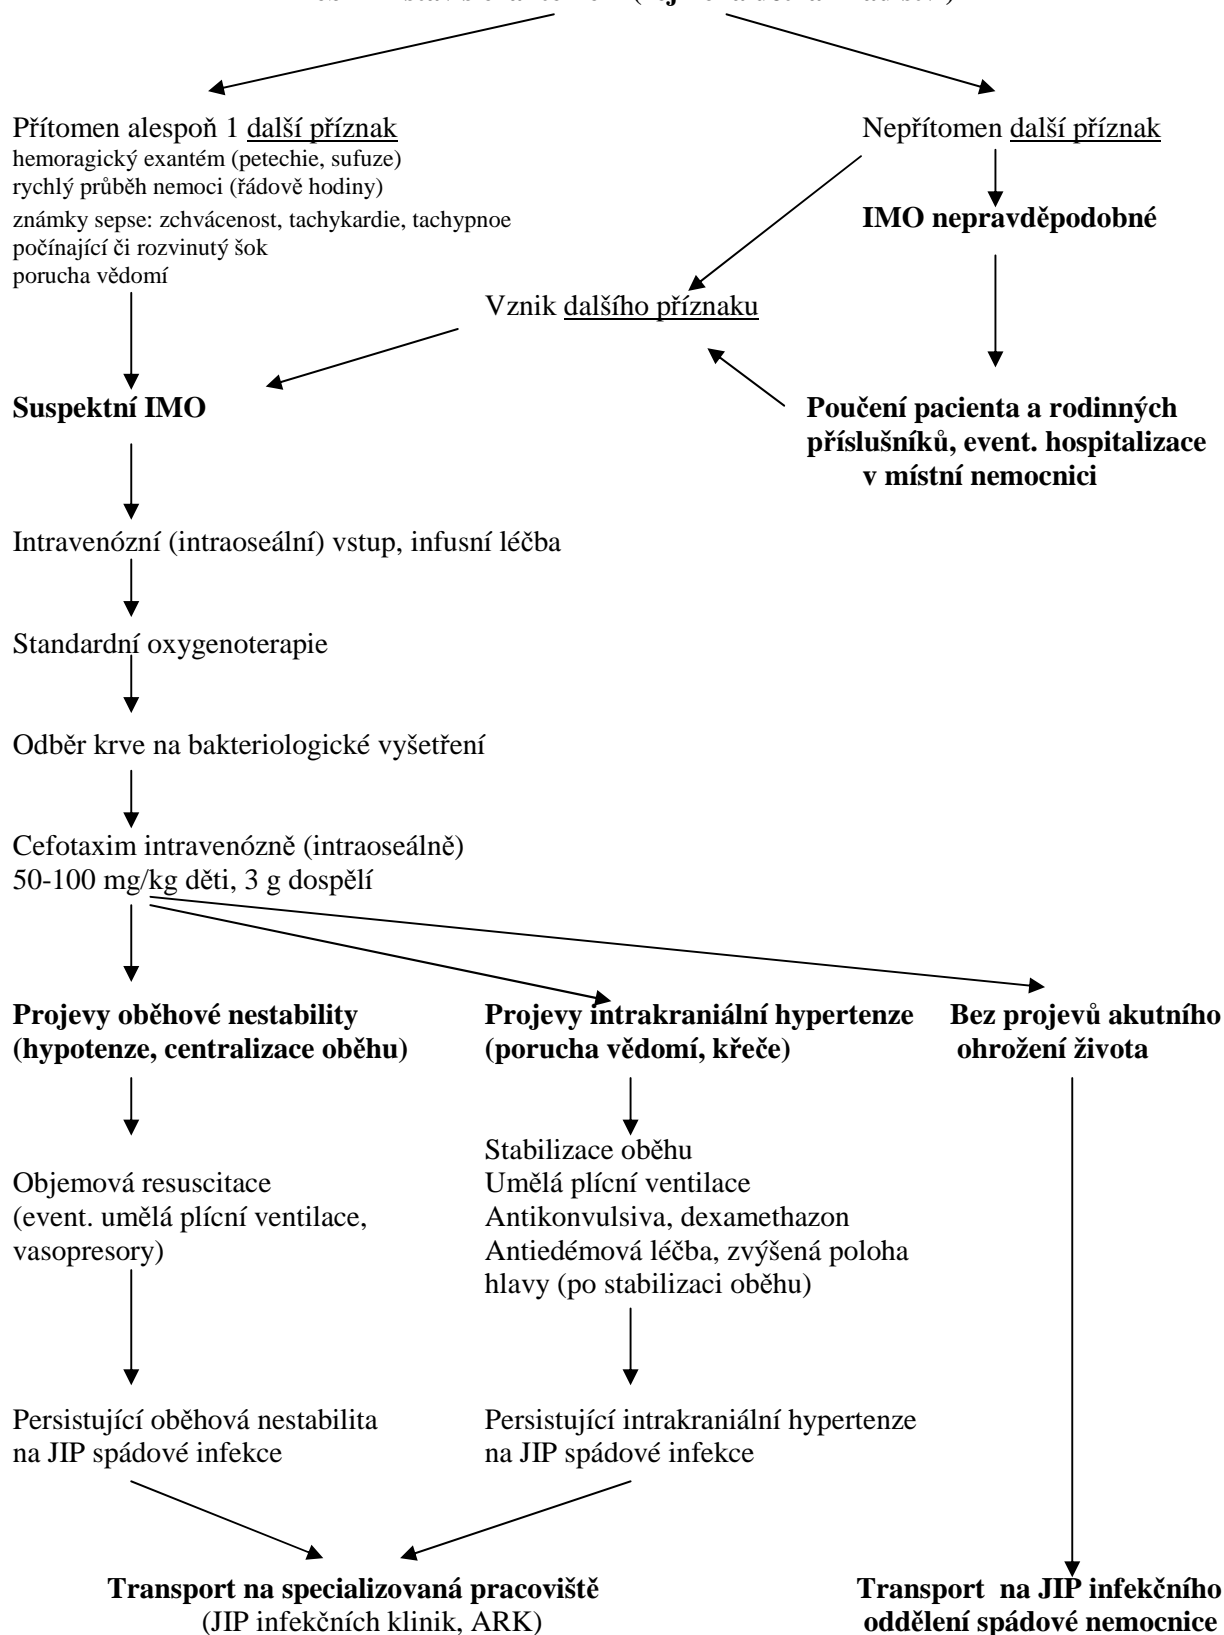 Přítomen alespoň 1 další příznak
hemoragický exantém (petechie, sufuze)
rychlý průběh nemoci (řádově hodiny)
známky sepse: zchvácenost, tachykardie, tachypnoe
počínající či rozvinutý šok
porucha vědomí
Nepřítomen další příznak
IMO nepravděpodobné
Vznik dalšího příznaku
Suspektní IMO
Poučení pacienta a rodinných
příslušníků, event. hospitalizace
v místní nemocnici
Intravenózní (intraoseální) vstup, infusní léčba
Standardní oxygenoterapie
Odběr krve na bakteriologické vyšetření
Cefotaxim intravenózně (intraoseálně)
50-100 mg/kg děti, 3 g dospělí
Projevy oběhové nestability
(hypotenze, centralizace oběhu)
Projevy intrakraniální hypertenze
(porucha vědomí, křeče)
Bez projevů akutního
ohrožení života
Objemová resuscitace
(event. umělá plícní ventilace,
vasopresory)
Stabilizace oběhu
Umělá plícní ventilace
Antikonvulsiva, dexamethazon
Antiedémová léčba, zvýšená poloha
hlavy (po stabilizaci oběhu)
Persistující oběhová nestabilita
na JIP spádové infekce
Persistující intrakraniální hypertenze
na JIP spádové infekce
Transport na specializovaná pracoviště
(JIP infekčních klinik, ARK)
Transport na JIP infekčního
oddělení spádové nemocnice